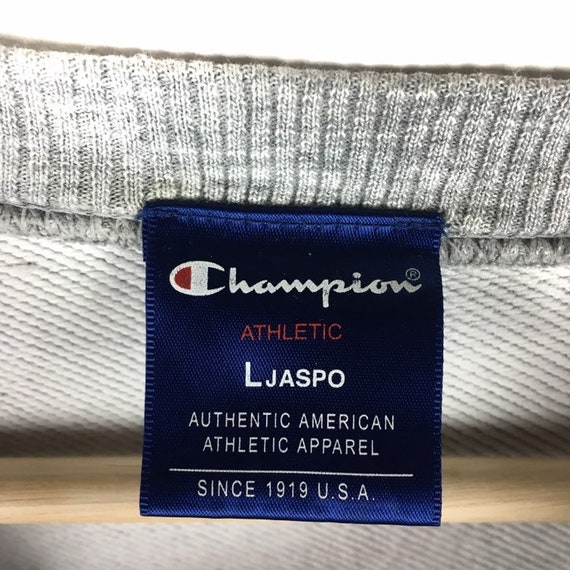 Champion®
ATHLETIC
L JASPO
AUTHENTIC AMERICAN
ATHLETIC APPAREL
SINCE 1919 U.S.A.